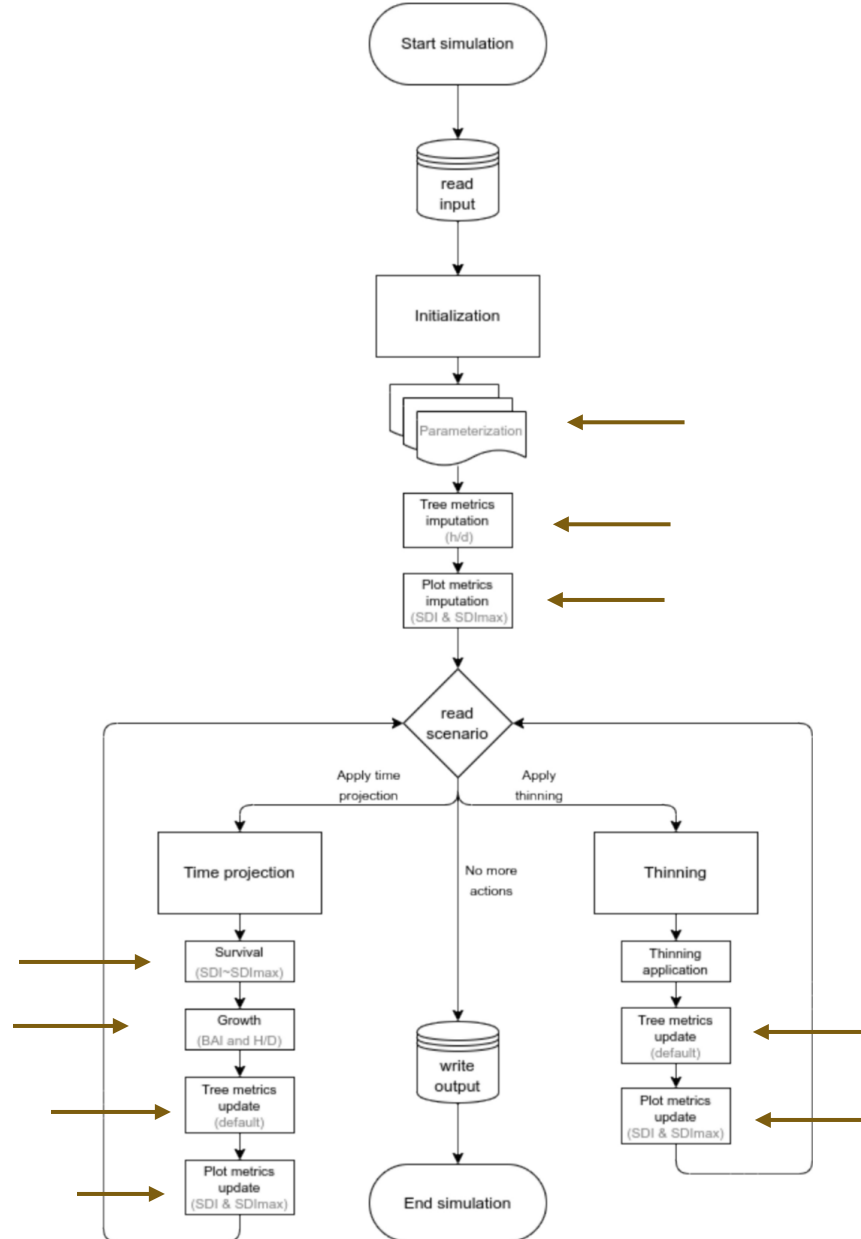 Start simulation
read
input
Initialization
Parameterization
Tree metrics
imputation
(h/d)
Plot metrics
imputation
(SDI & SDImax)
read
scenario
Apply time
projection
Apply
thinning
Time projection
No more
actions
Thinning
Survival
(SDI~SDImax)
Growth
(BAI and H/D)
Tree metrics
update
(default)
Plot metrics
update
(SDI & SDImax)
write
output
End simulation
Thinning
application
Tree metrics
update
(default)
Plot metrics
update
(SDI & SDImax)